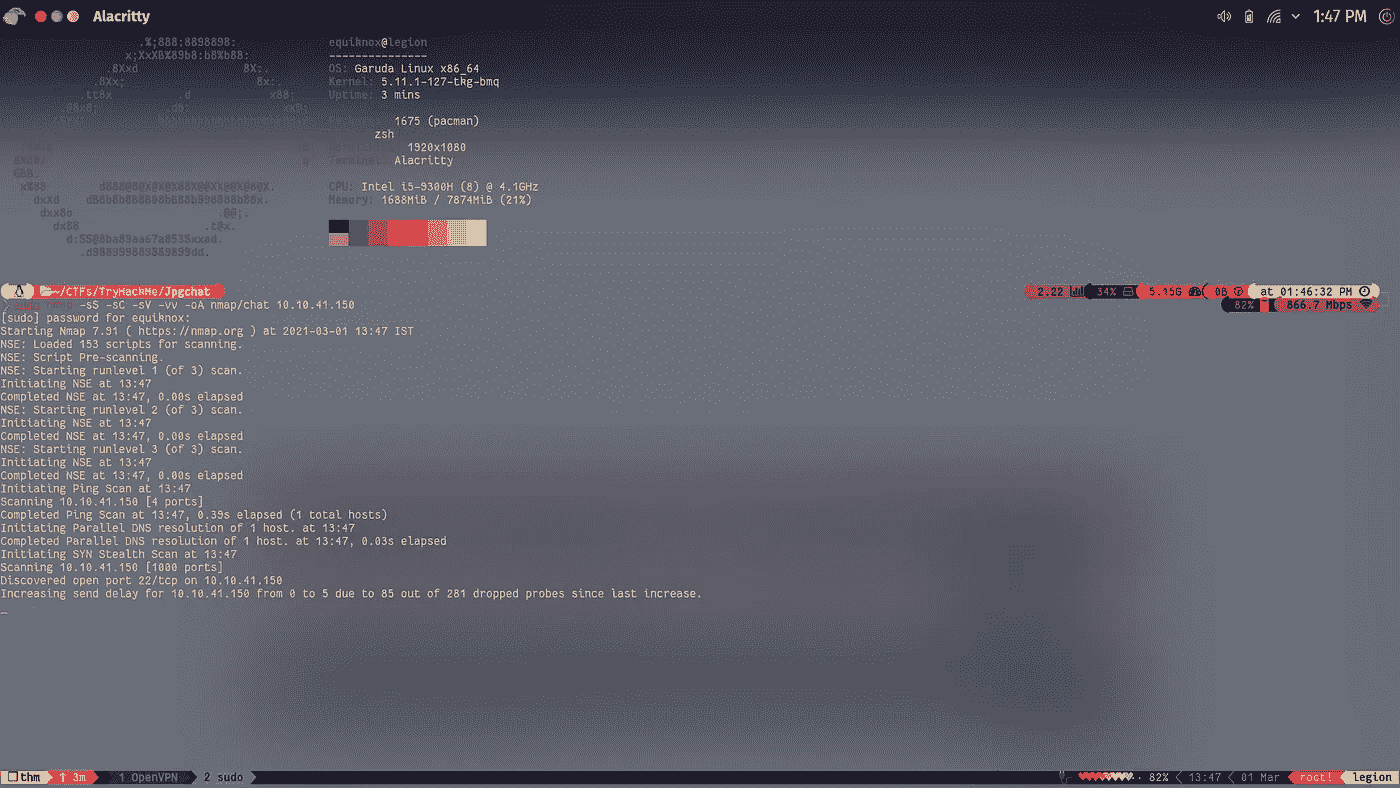 Alacritty 1:47 PM
equiknox@legion
---------------
OS: Garuda Linux x86_64
Kernel: 5.11.1-127-tkg-bmq
Uptime: 3 mins
1675 (pacman)
zsh
1920x1080
Terminal: Alacritty
CPU: Intel i5-9300H (8) @ 4.1GHz
Memory: 1688MiB / 7874MiB (21%)
~/CTFs/TryHackMe/Jpgchat 2.22 34% 5.15G 0B at 01:46:32 PM
sudo nmap -sS -sC -sV -vv -oA nmap/chat 10.10.41.150 82% 866.7 Mbps
[sudo] password for equiknox:
Starting Nmap 7.91 ( https://nmap.org ) at 2021-03-01 13:47 IST
NSE: Loaded 153 scripts for scanning.
NSE: Script Pre-scanning.
NSE: Starting runlevel 1 (of 3) scan.
Initiating NSE at 13:47
Completed NSE at 13:47, 0.00s elapsed
NSE: Starting runlevel 2 (of 3) scan.
Initiating NSE at 13:47
Completed NSE at 13:47, 0.00s elapsed
NSE: Starting runlevel 3 (of 3) scan.
Initiating NSE at 13:47
Completed NSE at 13:47, 0.00s elapsed
Initiating Ping Scan at 13:47
Scanning 10.10.41.150 [4 ports]
Completed Ping Scan at 13:47, 0.39s elapsed (1 total hosts)
Initiating Parallel DNS resolution of 1 host. at 13:47
Completed Parallel DNS resolution of 1 host. at 13:47, 0.03s elapsed
Initiating SYN Stealth Scan at 13:47
Scanning 10.10.41.150 [1000 ports]
Discovered open port 22/tcp on 10.10.41.150
Increasing send delay for 10.10.41.150 from 0 to 5 due to 85 out of 281 dropped probes since last increase.
thm ↑ 3m 1 OpenVPN 2 sudo 82% 13:47 01 Mar root! legion